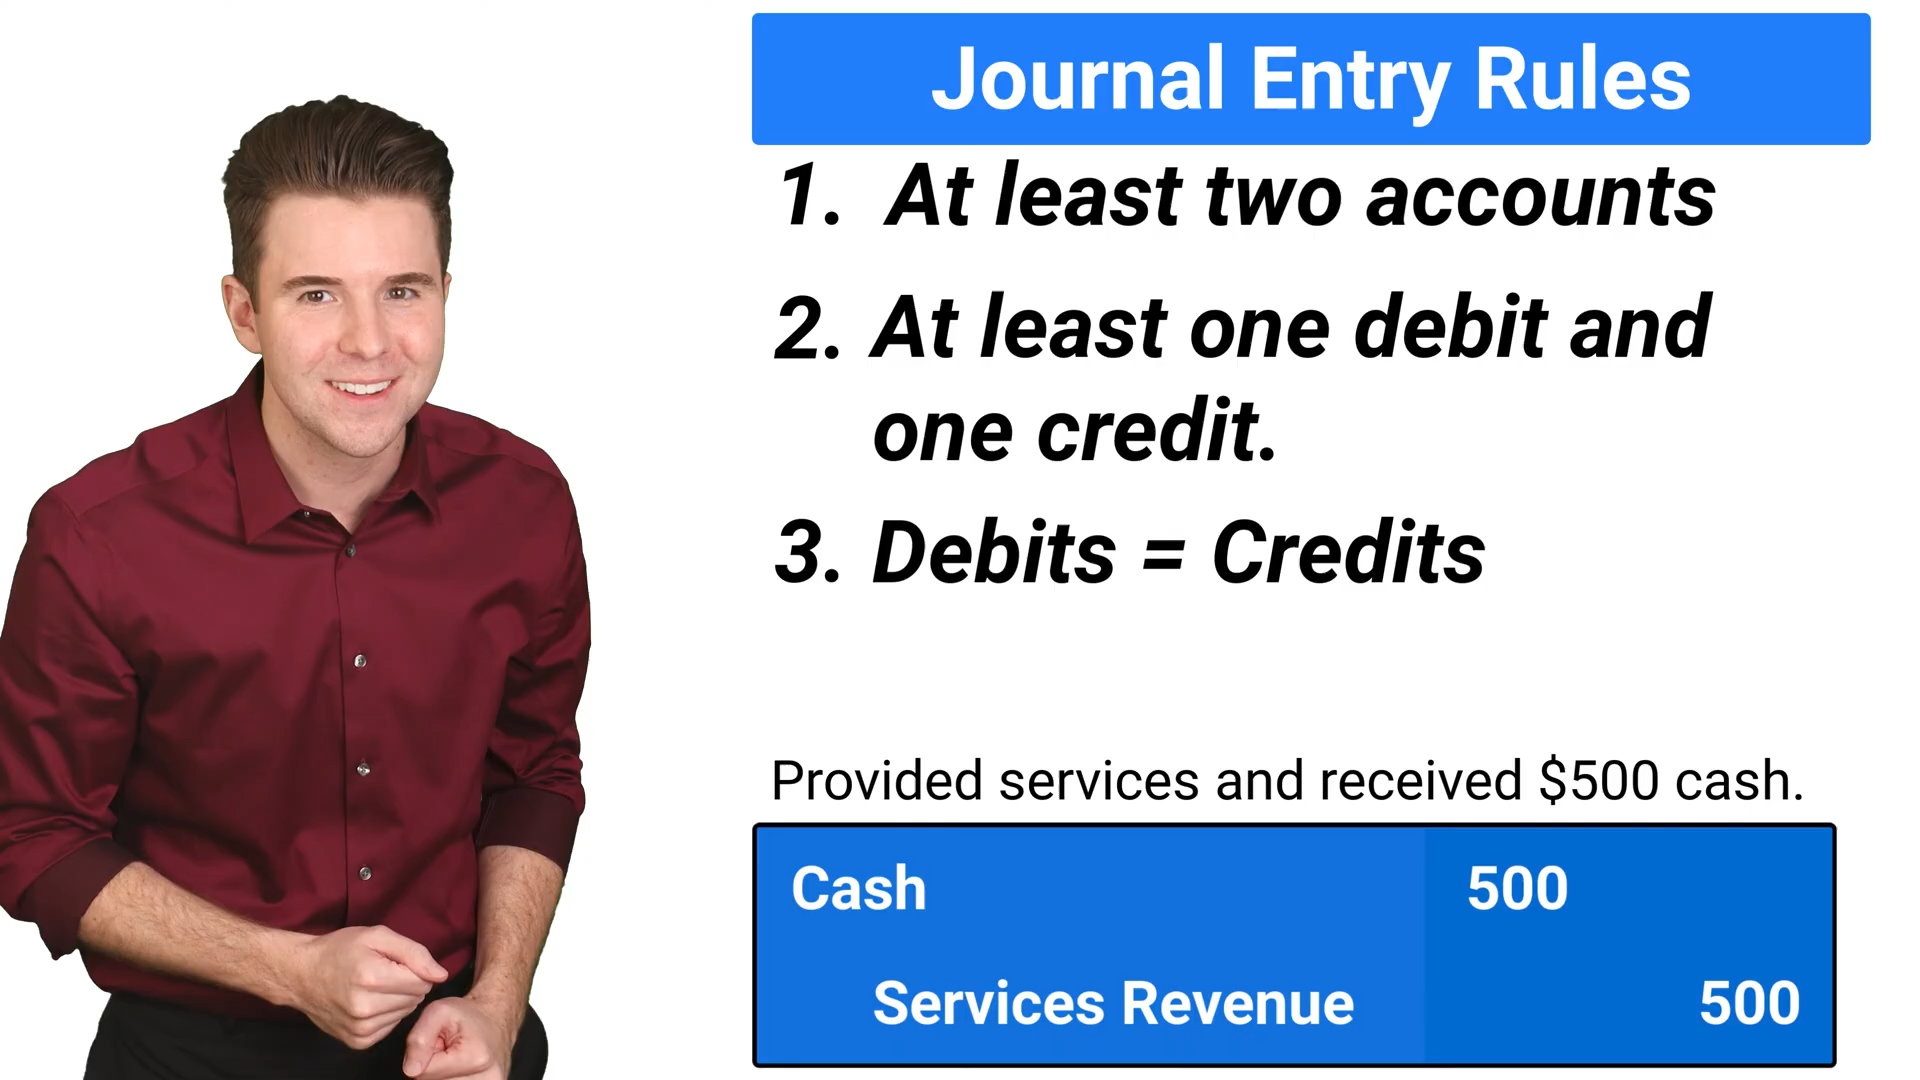 Journal Entry Rules
1. At least two accounts
2. At least one debit and
one credit.
3. Debits = Credits
Provided services and received $500 cash.
Cash 500
Services Revenue 500